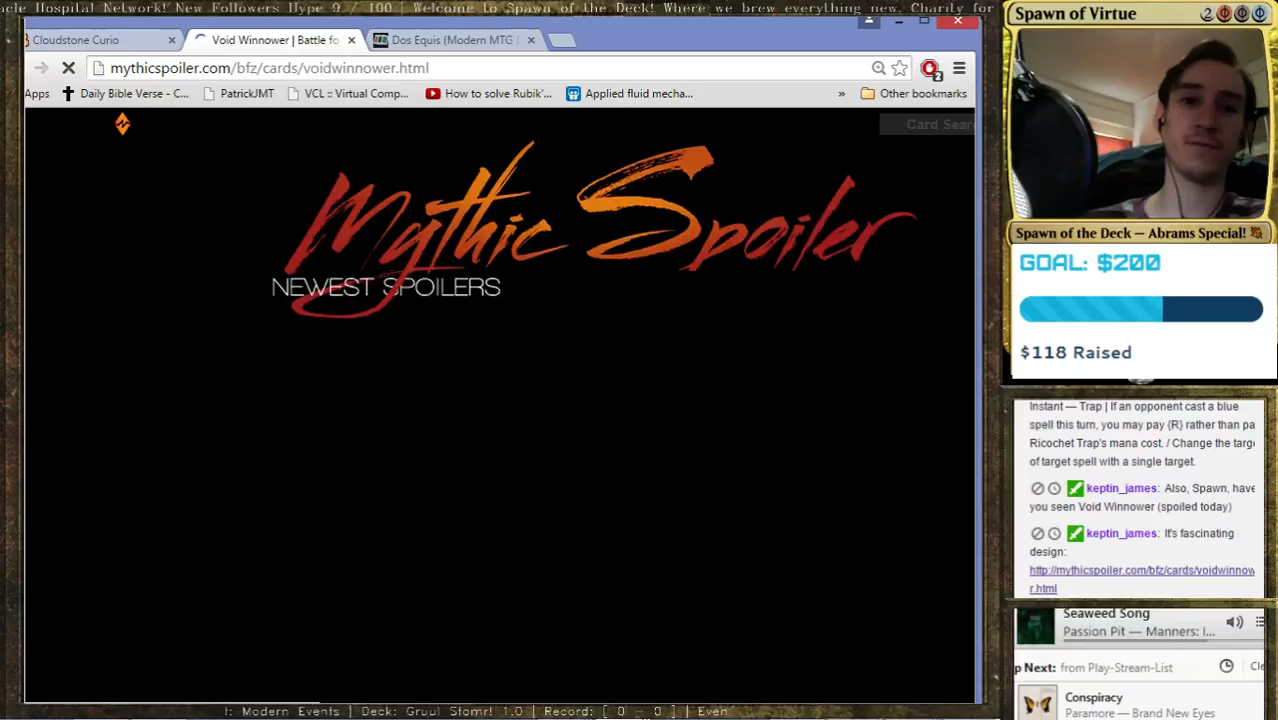 acle Hospital Network! New Followers Hype 9 / 100 | Welcome to Spawn of the Deck! Where we brew everything new. Charity for
Cloudstone Curio
Void Winnower | Battle fo
Dos Equis (Modern MTG
mythicspoiler.com/bfz/cards/voidwinnower.html
2
Apps
Daily Bible Verse - C...
PatrickJMT
VCL :: Virtual Comp...
How to solve Rubik'...
Applied fluid mecha...
»
Other bookmarks
Card Sear
Mythic Spoiler
NEWEST SPOILERS
Spawn of Virtue
2
Spawn of the Deck — Abrams Special!
GOAL: $200
$118 Raised
Instant — Trap | If an opponent cast a blue
spell this turn, you may pay {R} rather than pa
Ricochet Trap's mana cost. / Change the targe
of target spell with a single target.
keptin_james: Also, Spawn, have
you seen Void Winnower (spoiled today)
keptin_james: It's fascinating
design:
http://mythicspoiler.com/bfz/cards/voidwinnow
r.html
Seaweed Song
Passion Pit — Manners: I...
p Next: from Play-Stream-List
Cle
Conspiracy
Paramore — Brand New Eyes
: Modern Events | Deck: Gruul Stomr! 1.0 | Record: [ 0 - 0 ] | Even